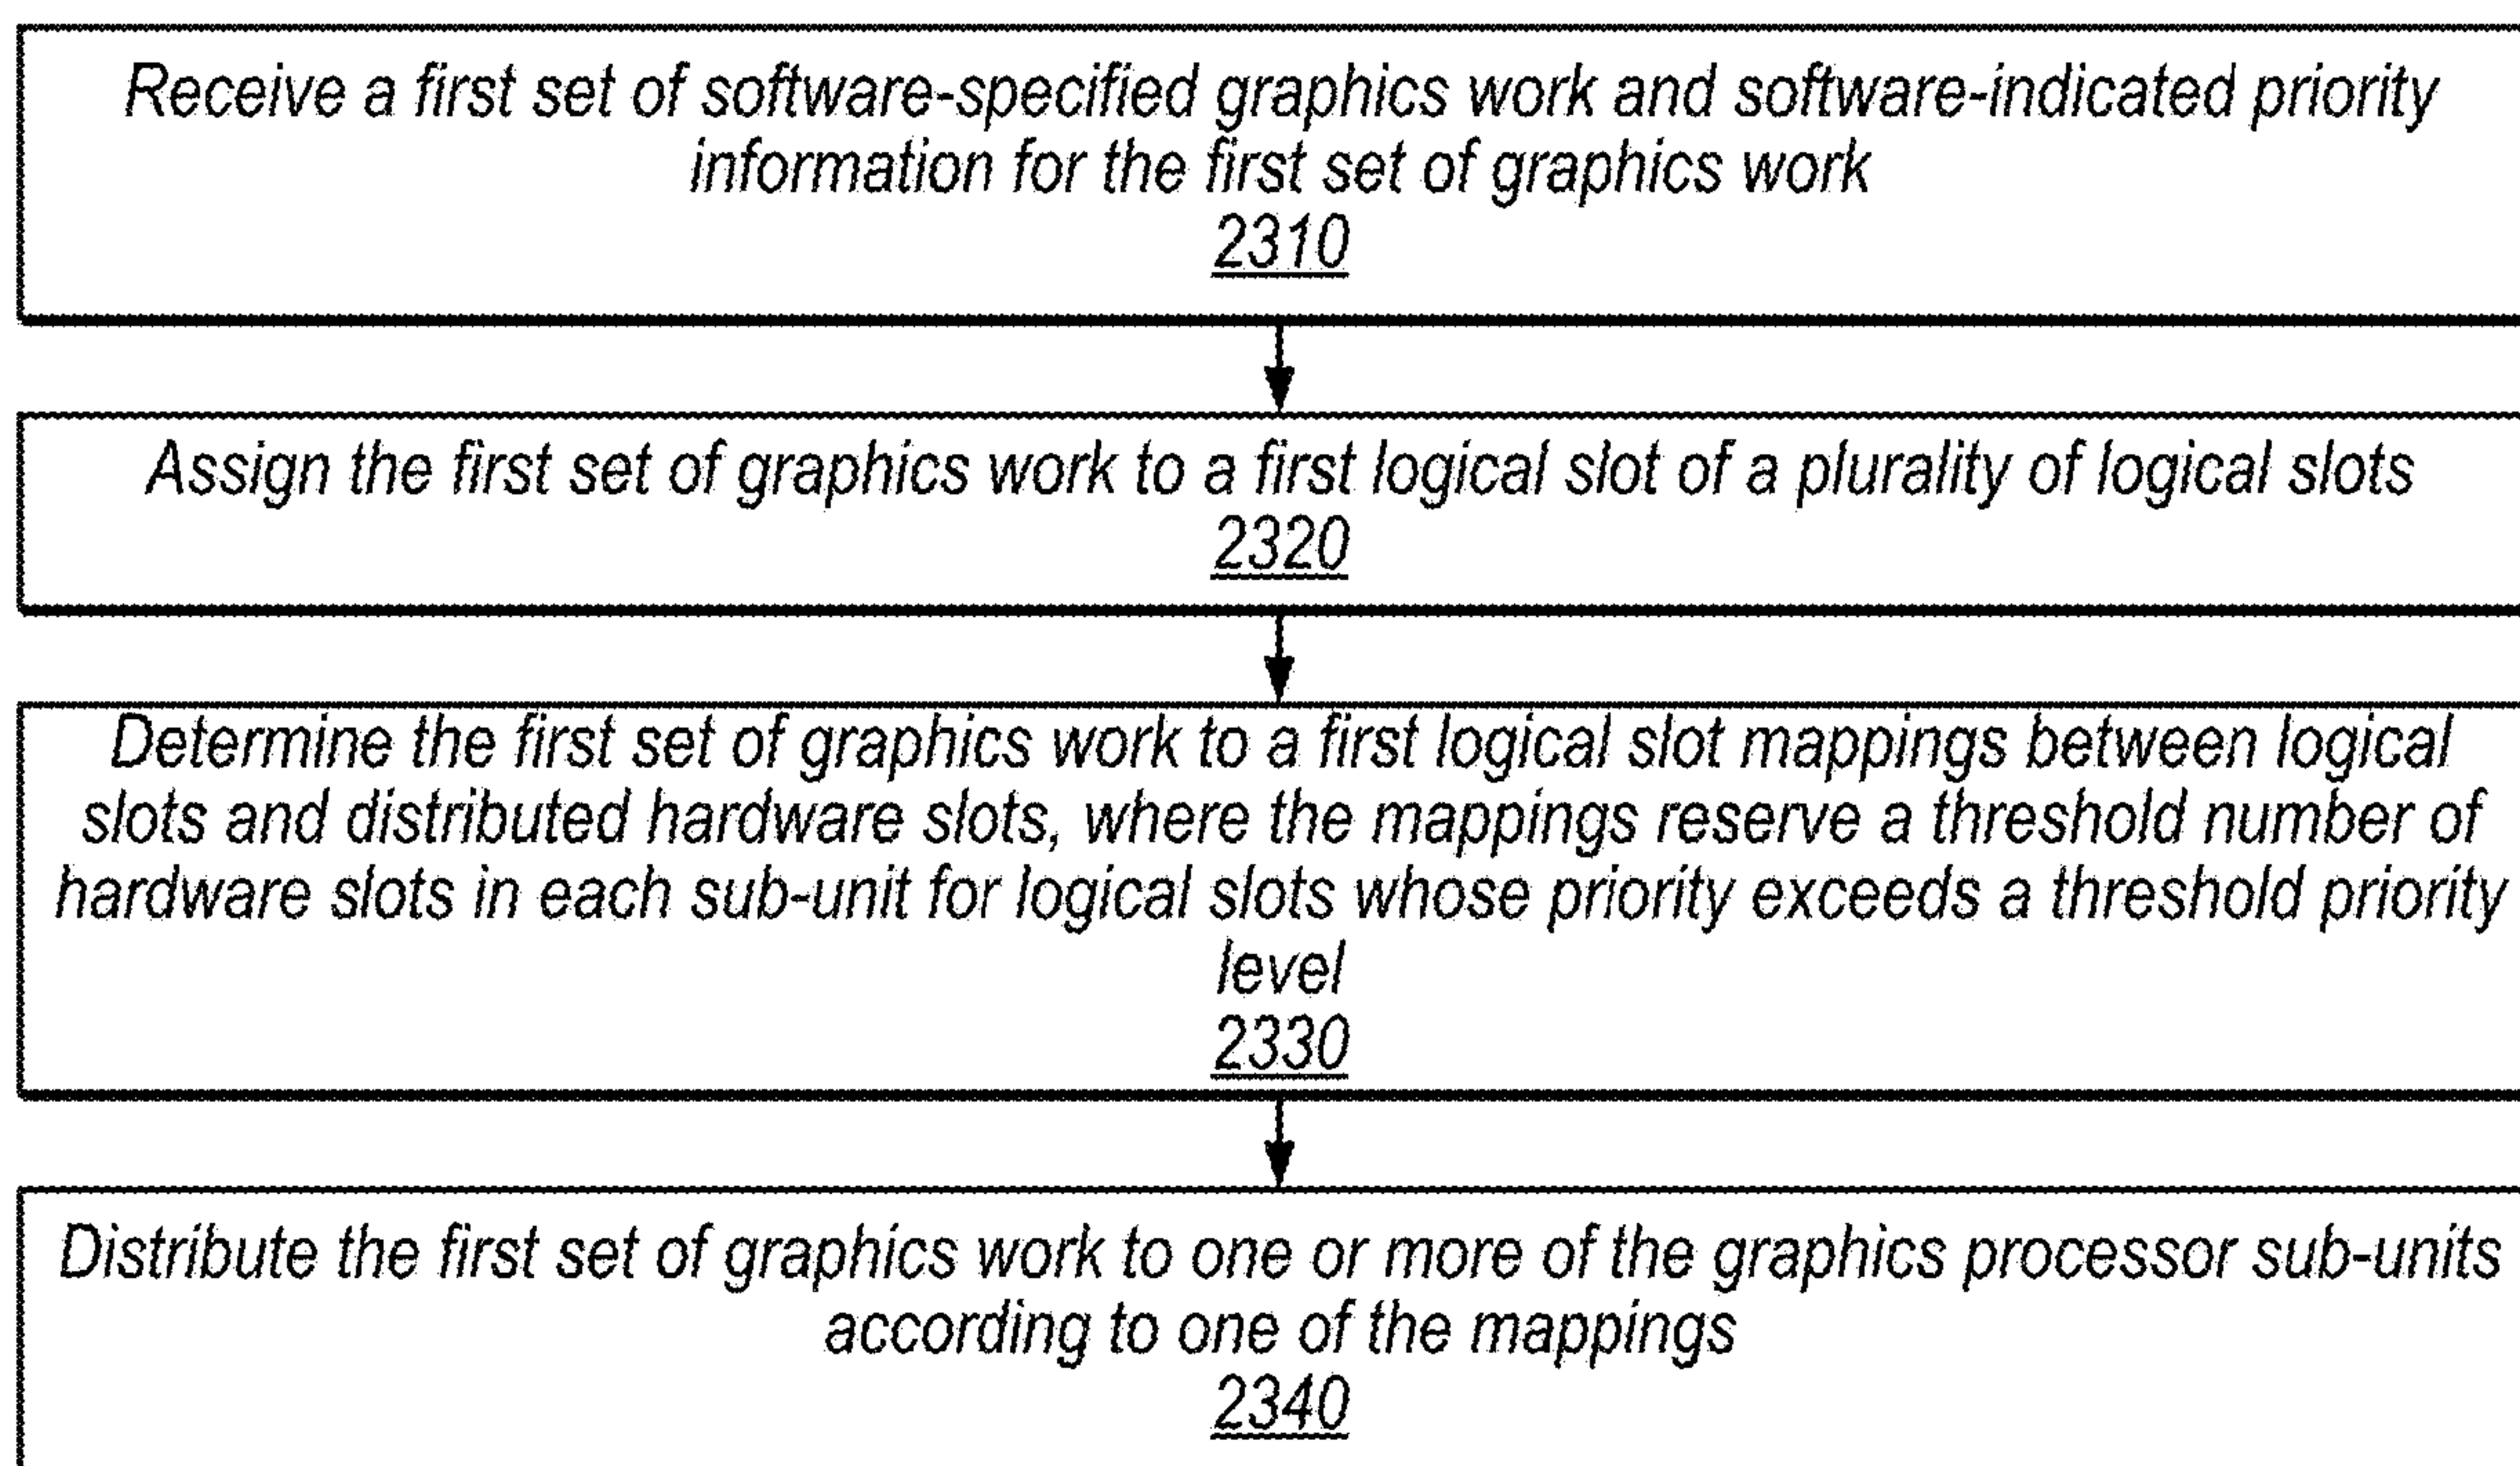 Receive a first set of software-specified graphics work and software-indicated priority
information for the first set of graphics work
2310
Assign the first set of graphics work to a first logical slot of a plurality of logical slots
2320
Determine the first set of graphics work to a first logical slot mappings between logical
slots and distributed hardware slots, where the mappings reserve a threshold number of
hardware slots in each sub-unit for logical slots whose priority exceeds a threshold priority
level
2330
Distribute the first set of graphics work to one or more of the graphics processor sub-units
according to one of the mappings
2340